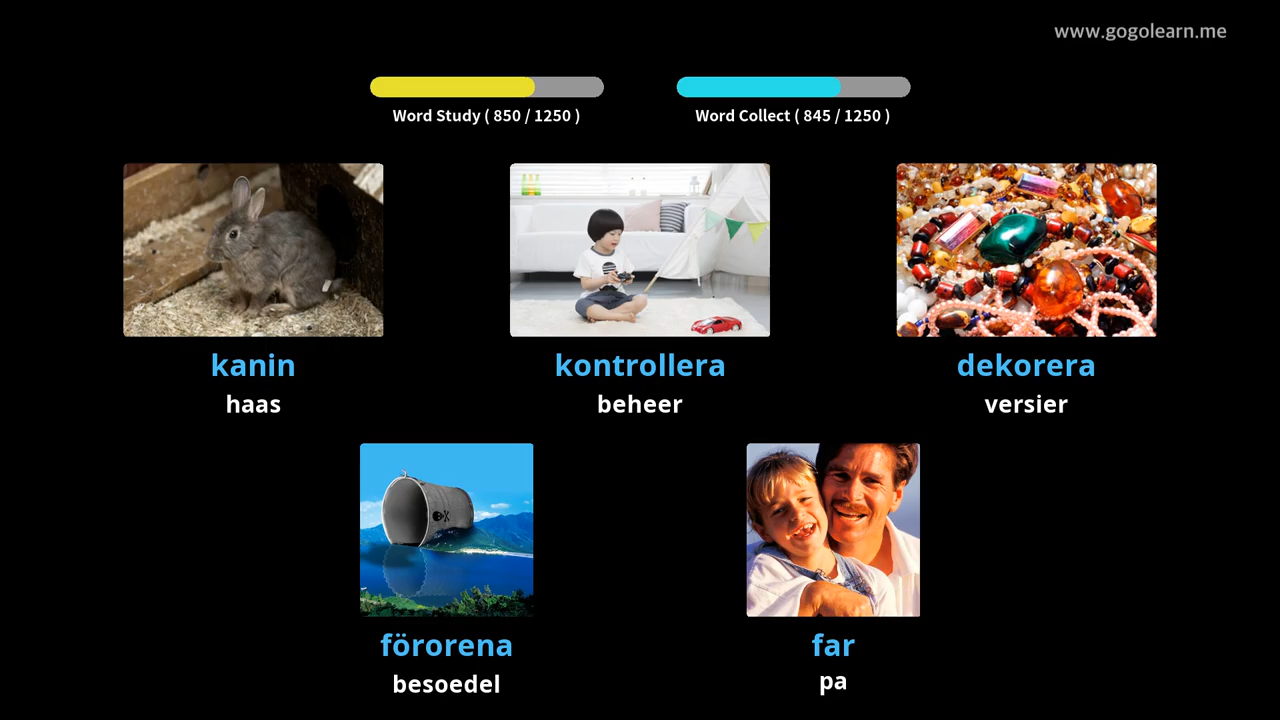 www.gogolearn.me
Word Study ( 850 / 1250 )
Word Collect ( 845 / 1250 )
kanin
haas
kontrollera
beheer
dekorera
versier
förorena
besoedel
far
pa